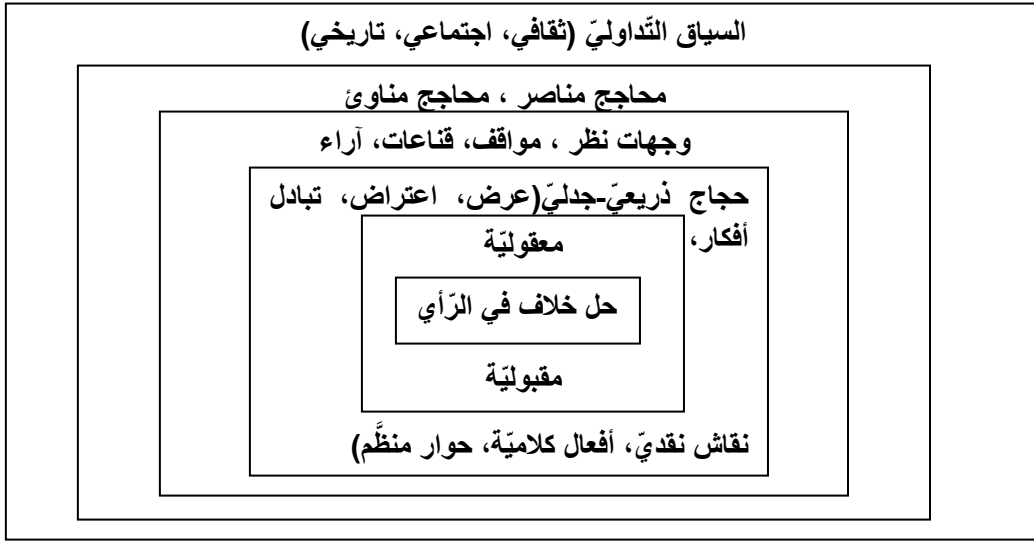 السياق التّداوليّ (ثقافي، اجتماعي، تاريخي)
محاجج مناصر ، محاجج مناوئ
وجهات نظر ، مواقف، قناعات، آراء
حجاج ذريعيّ-جدليّ(عرض، اعتراض، تبادل
أفكار،
معقوليّة
حل خلاف في الرّأي
مقبوليّة
نقاش نقديّ، أفعال كلاميّة، حوار منظَّم)